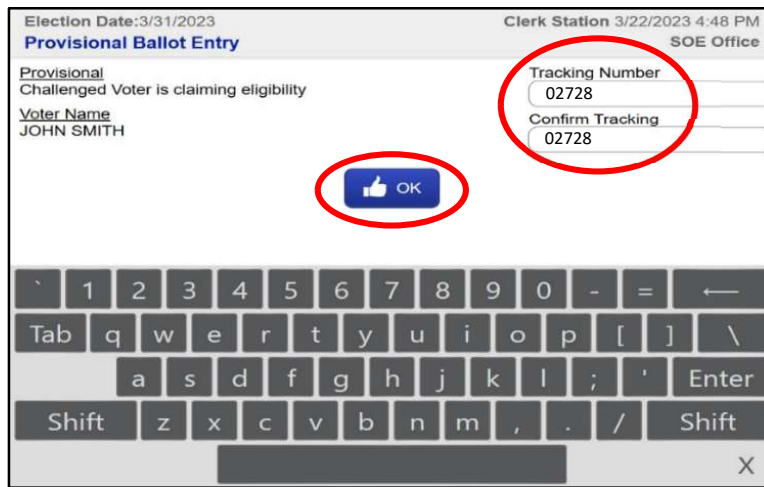 Election Date:3/31/2023 Clerk Station 3/22/2023 4:48 PM
Provisional Ballot Entry SOE Office
Provisional
Challenged Voter is claiming eligibility
Voter Name
JOHN SMITH
Tracking Number
02728
Confirm Tracking
02728
OK
` 1 2 3 4 5 6 7 8 9 0 - = ←
Tab q w e r t y u i o p [ ] \
a s d f g h j k l ; ' Enter
Shift z x c v b n m , . / Shift
X